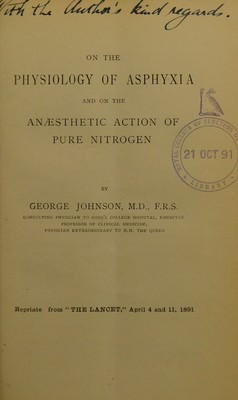 With the Author's kind regards.
ON THE
PHYSIOLOGY OF ASPHYXIA
AND ON THE
ANÆSTHETIC ACTION OF
PURE NITROGEN
21 OCT 91
LIBRARY
BY
GEORGE JOHNSON, M.D., F.R.S.
CONSULTING PHYSICIAN TO KING'S COLLEGE HOSPITAL, EMERITUS
PROFESSOR OF CLINICAL MEDICINE,
PHYSICIAN EXTRAORDINARY TO H.M. THE QUEEN
Reprints from "THE LANCET," April 4 and 11, 1891